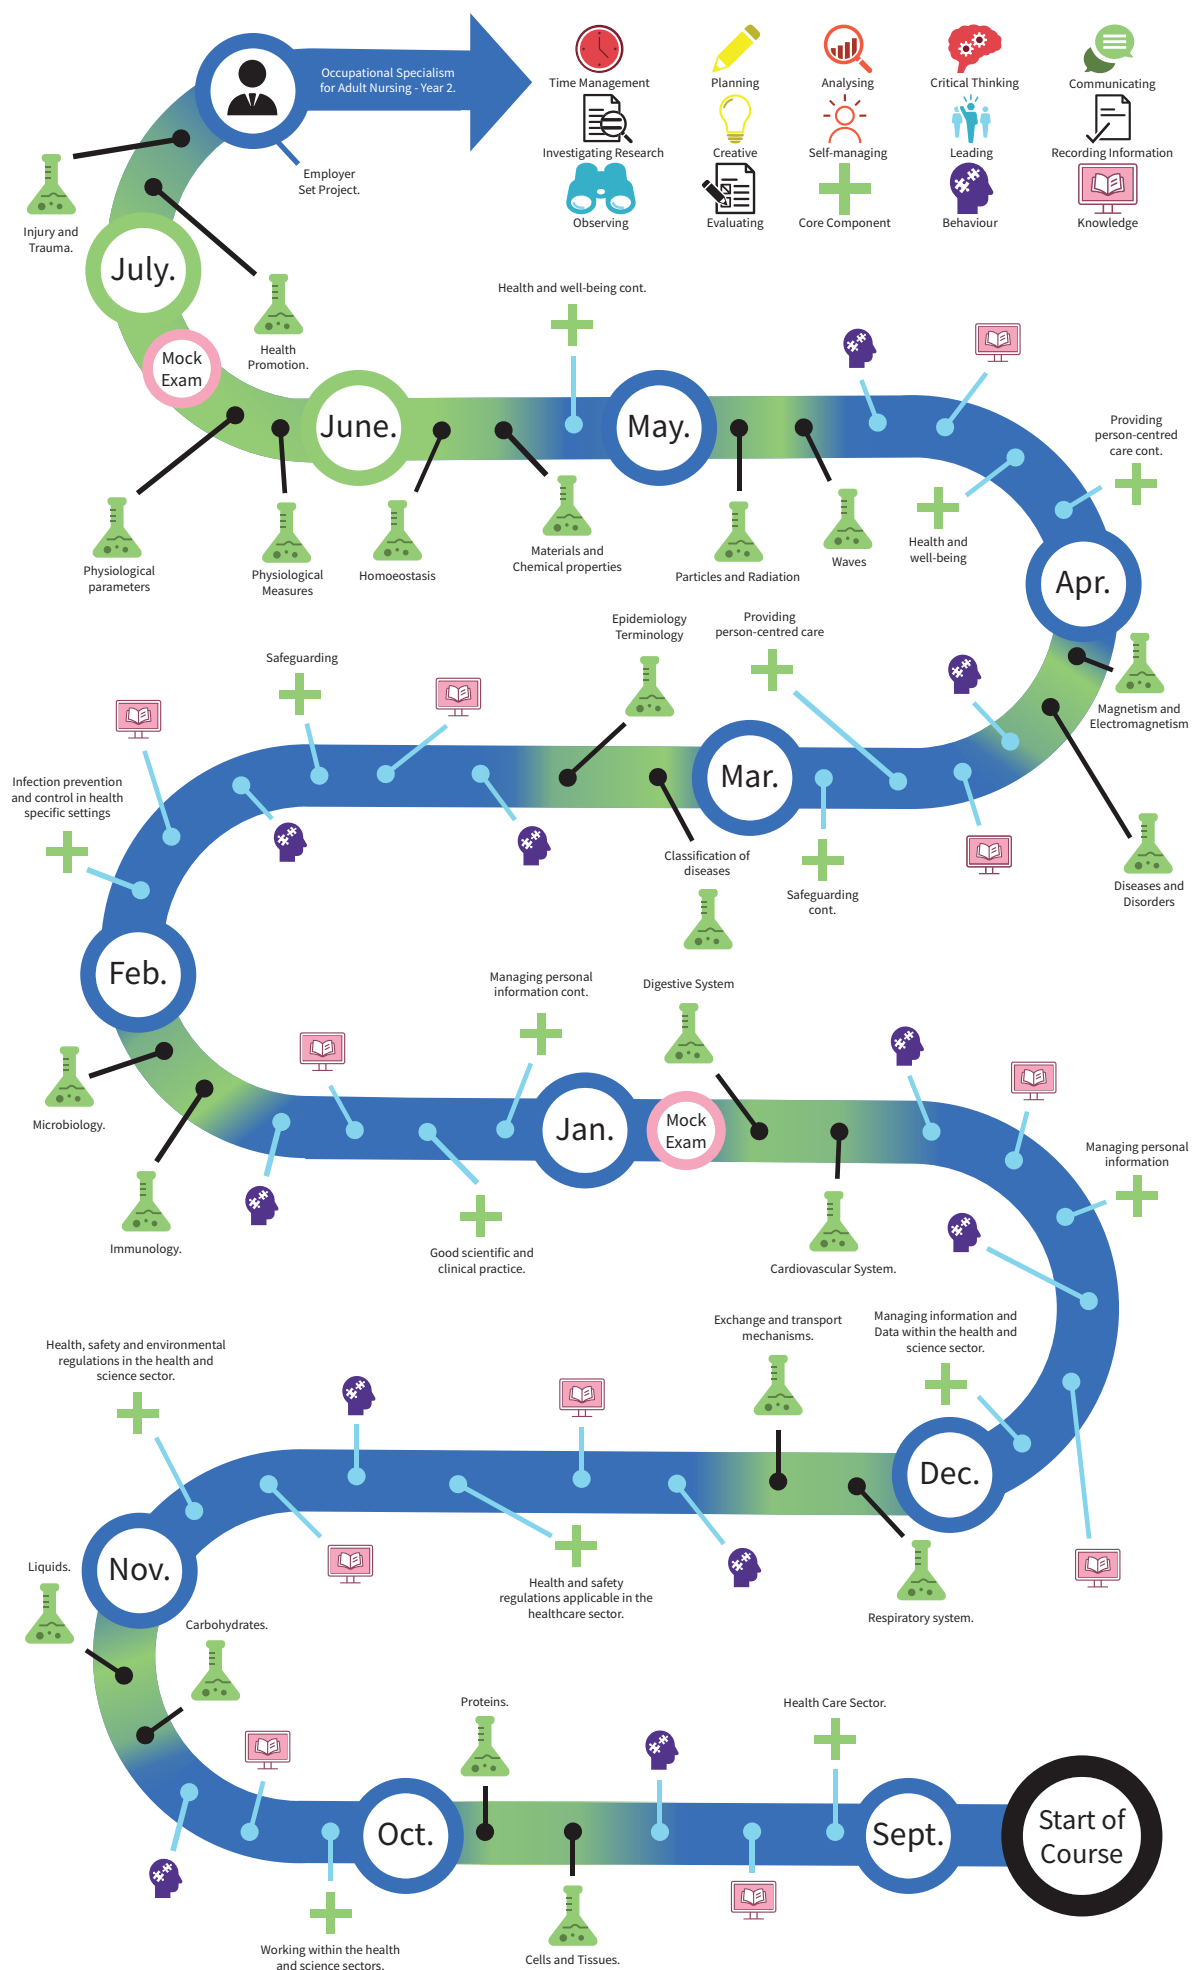 Occupational Specialism
for Adult Nursing - Year 2.
Time Management
Planning
Analysing
Critical Thinking
Communicating
Investigating Research
Creative
Self-managing
Leading
Recording Information
Observing
Evaluating
Core Component
Behaviour
Knowledge
Employer
Set Project.
Injury and
Trauma.
July.
Health
Promotion.
Mock
Exam
Health and well-being cont.
June.
May.
Providing
person-centred
care cont.
Physiological
parameters
Physiological
Measures
Homoeostasis
Materials and
Chemical properties
Particles and Radiation
Waves
Health and
well-being
Apr.
Epidemiology
Terminology
Providing
person-centred care
Safeguarding
Magnetism and
Electromagnetism
Infection prevention
and control in health
specific settings
Mar.
Classification of
diseases
Safeguarding
cont.
Diseases and
Disorders
Feb.
Managing personal
information cont.
Digestive System
Microbiology.
Jan.
Mock
Exam
Managing personal
information
Immunology.
Good scientific and
clinical practice.
Cardiovascular System.
Health, safety and environmental
regulations in the health and
science sector.
Exchange and transport
mechanisms.
Managing information and
Data within the health and
science sector.
Dec.
Nov.
Liquids.
Health and safety
regulations applicable in the
healthcare sector.
Respiratory system.
Carbohydrates.
Proteins.
Health Care Sector.
Oct.
Sept.
Start of
Course
Working within the health
and science sectors.
Cells and Tissues.